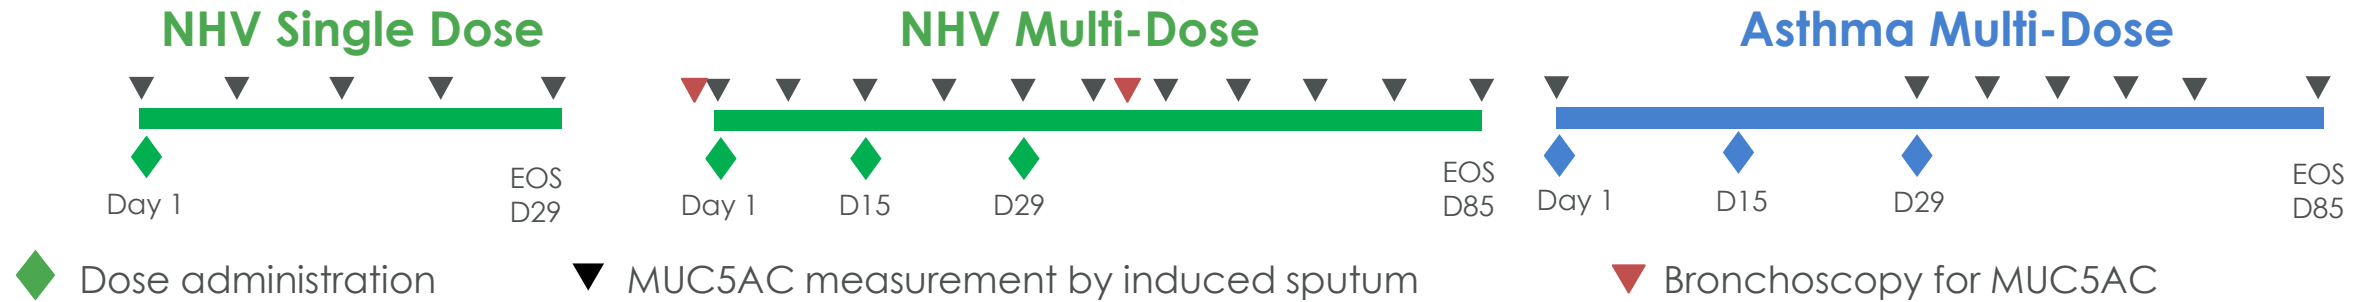 NHV Single Dose
NHV Multi-Dose
Asthma Multi-Dose
Day 1
EOS
D29
Day 1
D15
D29
EOS
D85
Day 1
D15
D29
EOS
D85
Dose administration
MUC5AC measurement by induced sputum
Bronchoscopy for MUC5AC